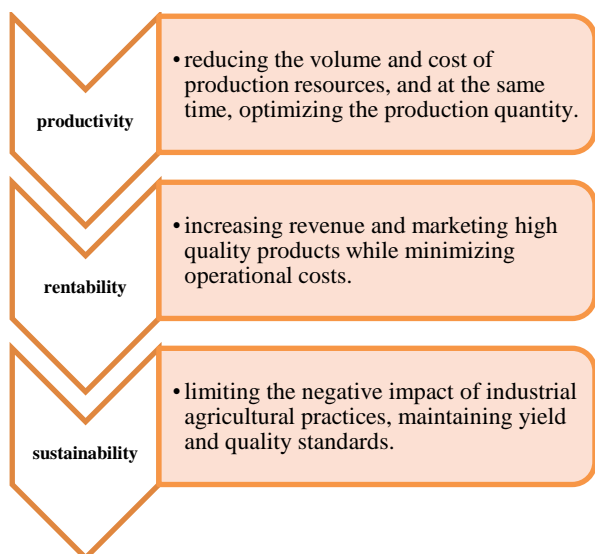 productivity
• reducing the volume and cost of
production resources, and at the same
time, optimizing the production quantity.
rentability
• increasing revenue and marketing high
quality products while minimizing
operational costs.
sustainability
• limiting the negative impact of industrial
agricultural practices, maintaining yield
and quality standards.